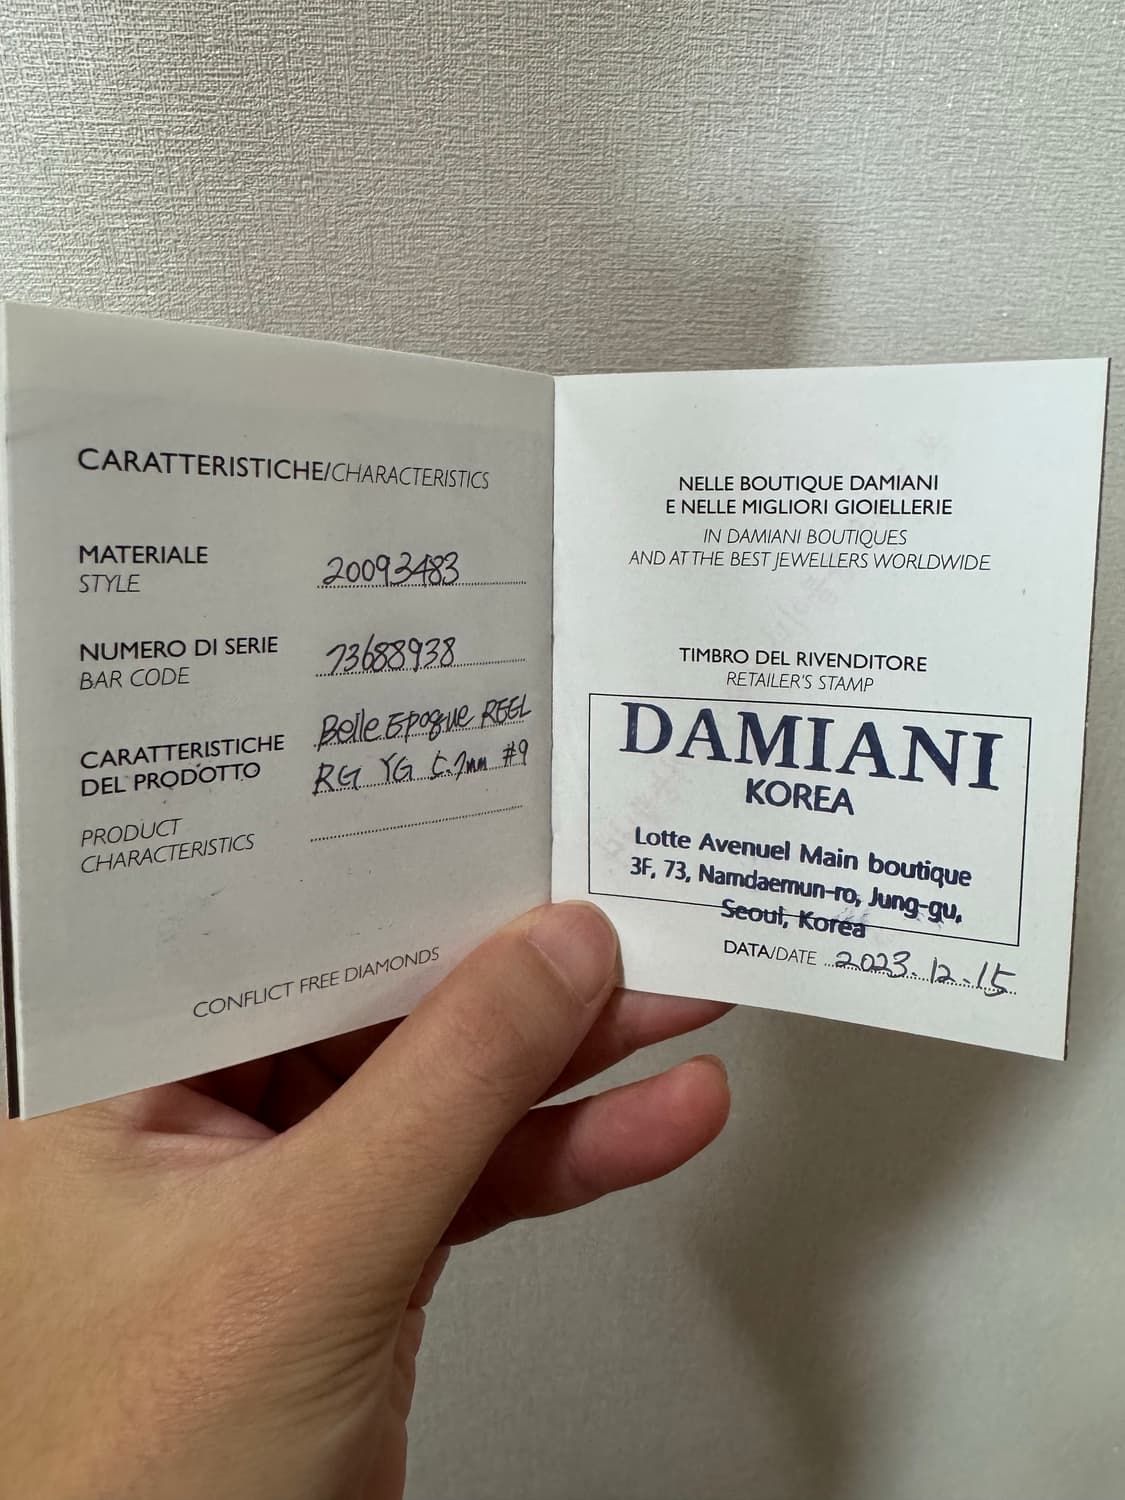 CARATTERISTICHE/CHARACTERISTICS
MATERIALE
STYLE
20093483
NUMERO DI SERIE
BAR CODE
73688938
CARATTERISTICHE
DEL PRODOTTO
PRODUCT
CHARACTERISTICS
Belle Epoque REEL
RG YG 5.7mm #9
CONFLICT FREE DIAMONDS
NELLE BOUTIQUE DAMIANI
E NELLE MIGLIORI GIOIELLERIE
IN DAMIANI BOUTIQUES
AND AT THE BEST JEWELLERS WORLDWIDE
TIMBRO DEL RIVENDITORE
RETAILER'S STAMP
DAMIANI
KOREA
Lotte Avenuel Main boutique
3F, 73, Namdaemun-ro, Jung-gu,
Seoul, Korea
DATA/DATE 2023.12.15